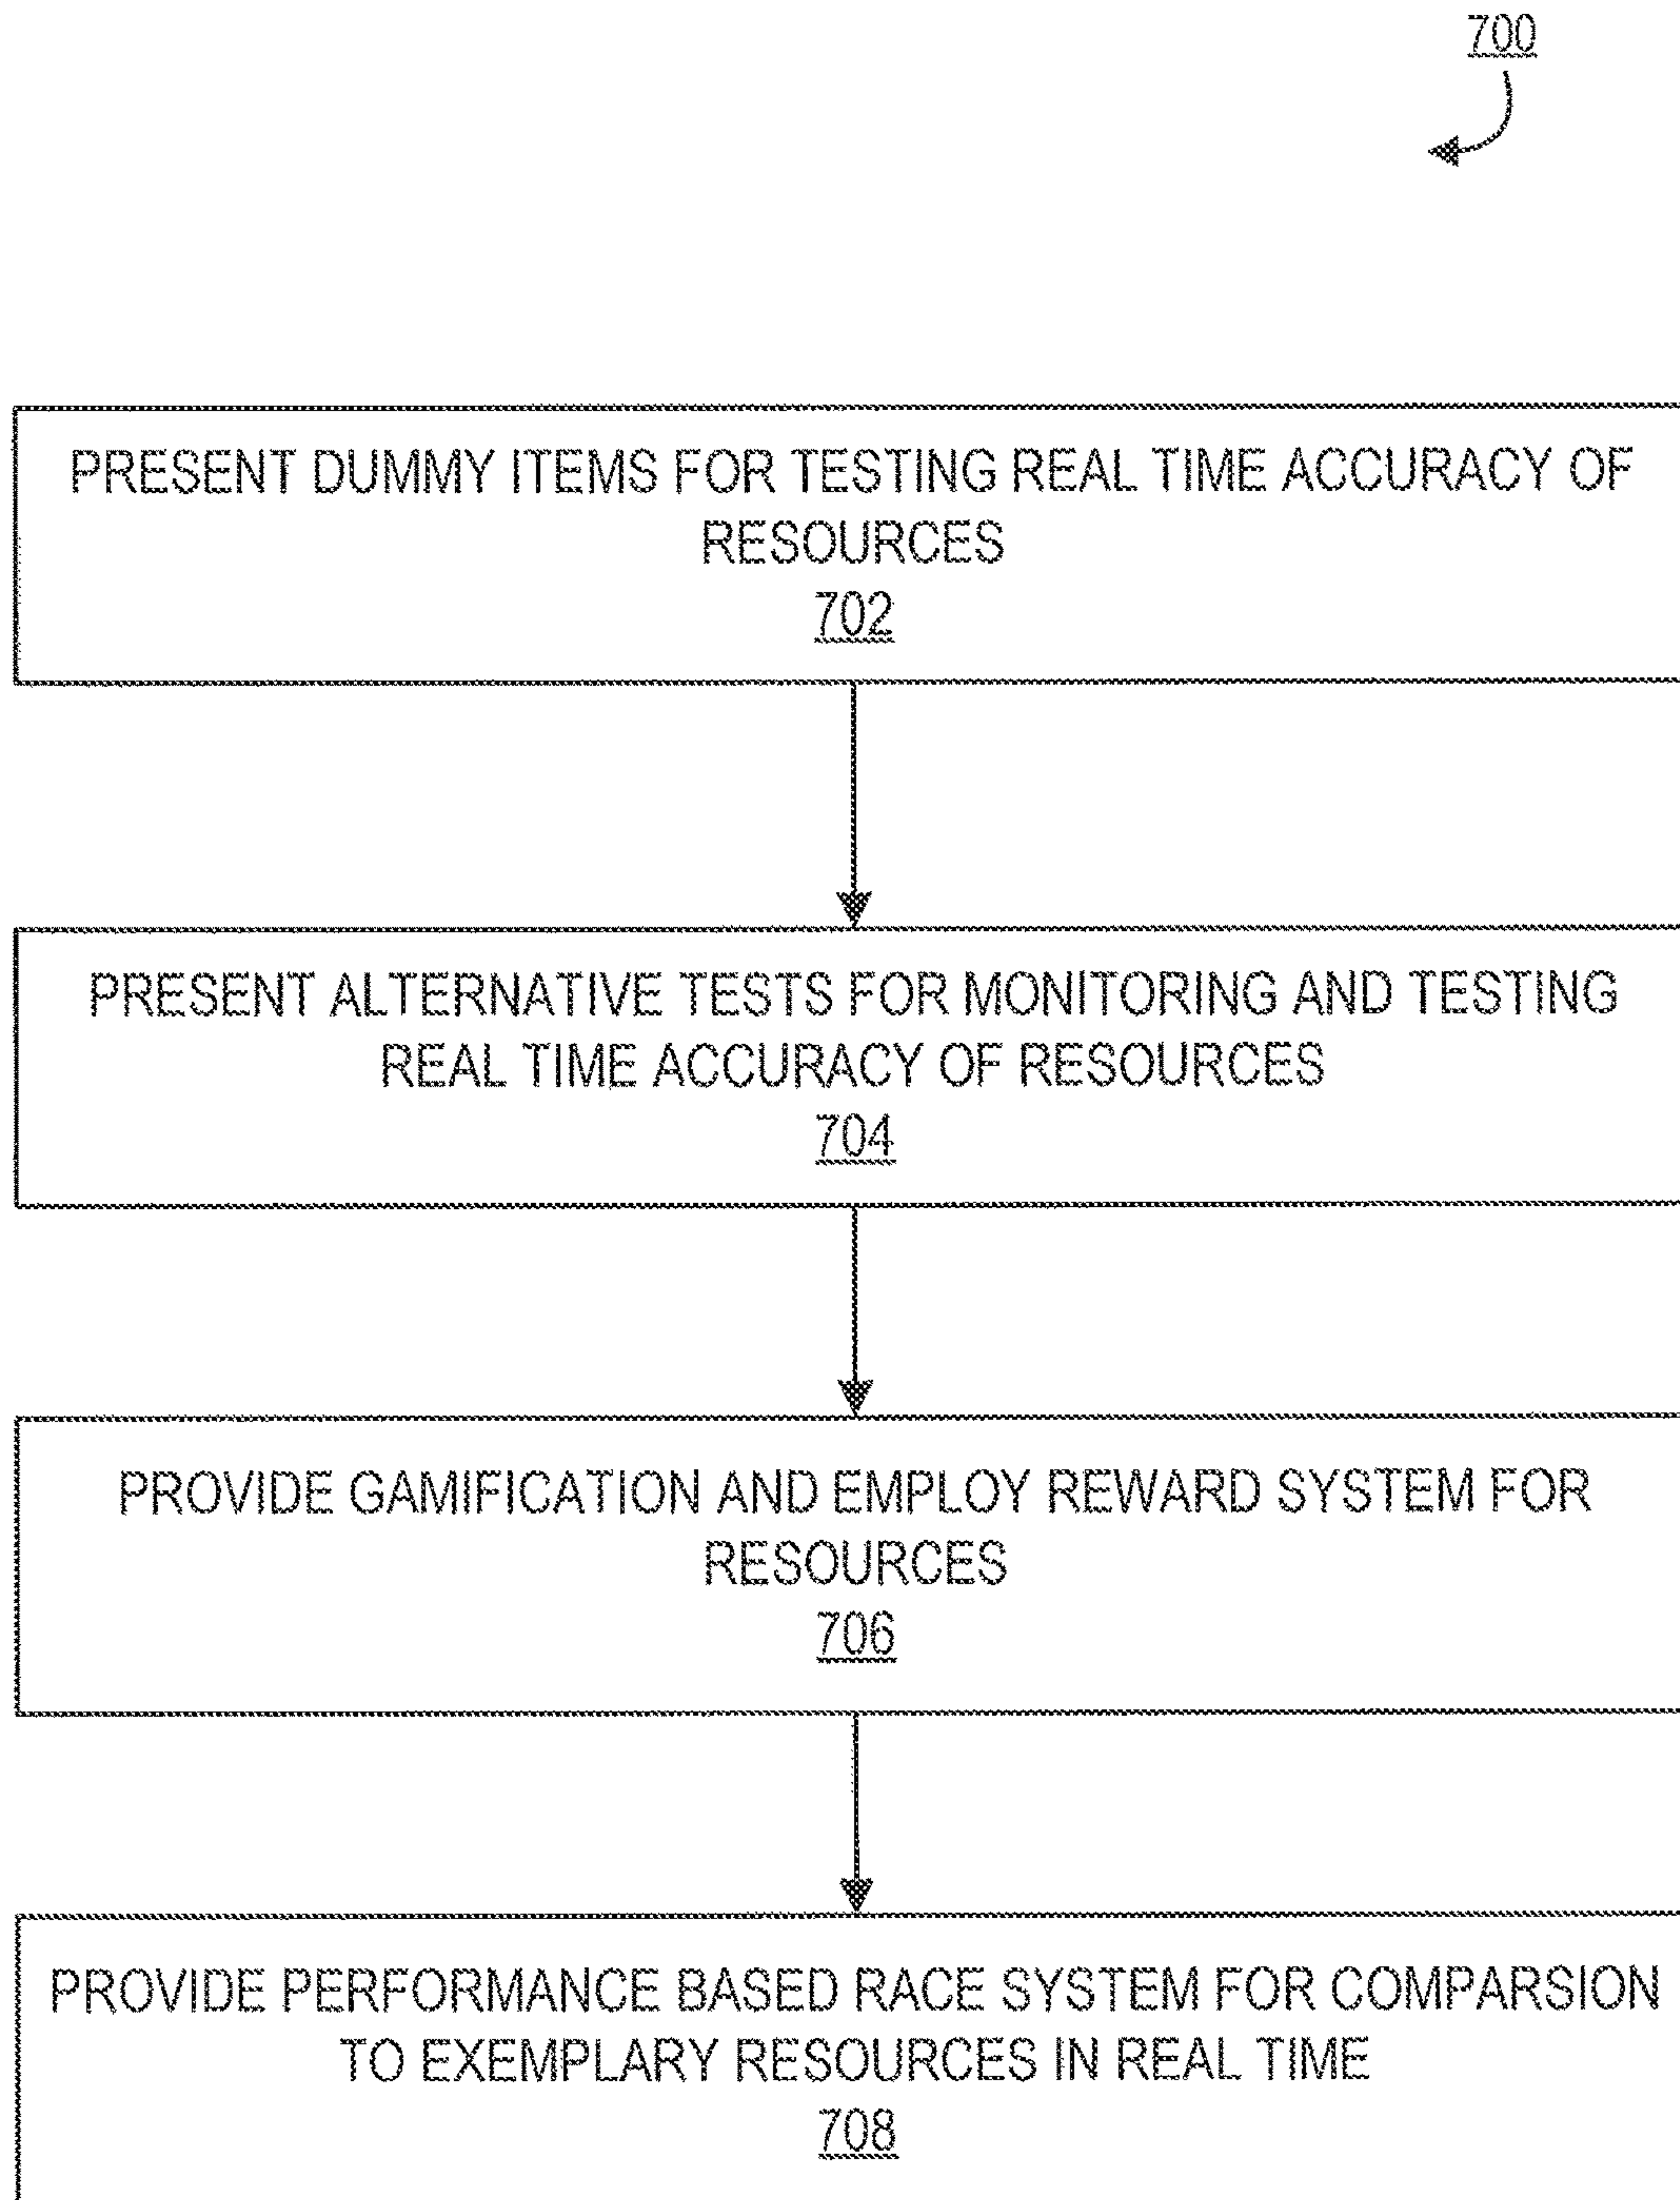 700
PRESENT DUMMY ITEMS FOR TESTING REAL TIME ACCURACY OF
RESOURCES
702
PRESENT ALTERNATIVE TESTS FOR MONITORING AND TESTING
REAL TIME ACCURACY OF RESOURCES
704
PROVIDE GAMIFICATION AND EMPLOY REWARD SYSTEM FOR
RESOURCES
706
PROVIDE PERFORMANCE BASED RACE SYSTEM FOR COMPARSION
TO EXEMPLARY RESOURCES IN REAL TIME
708